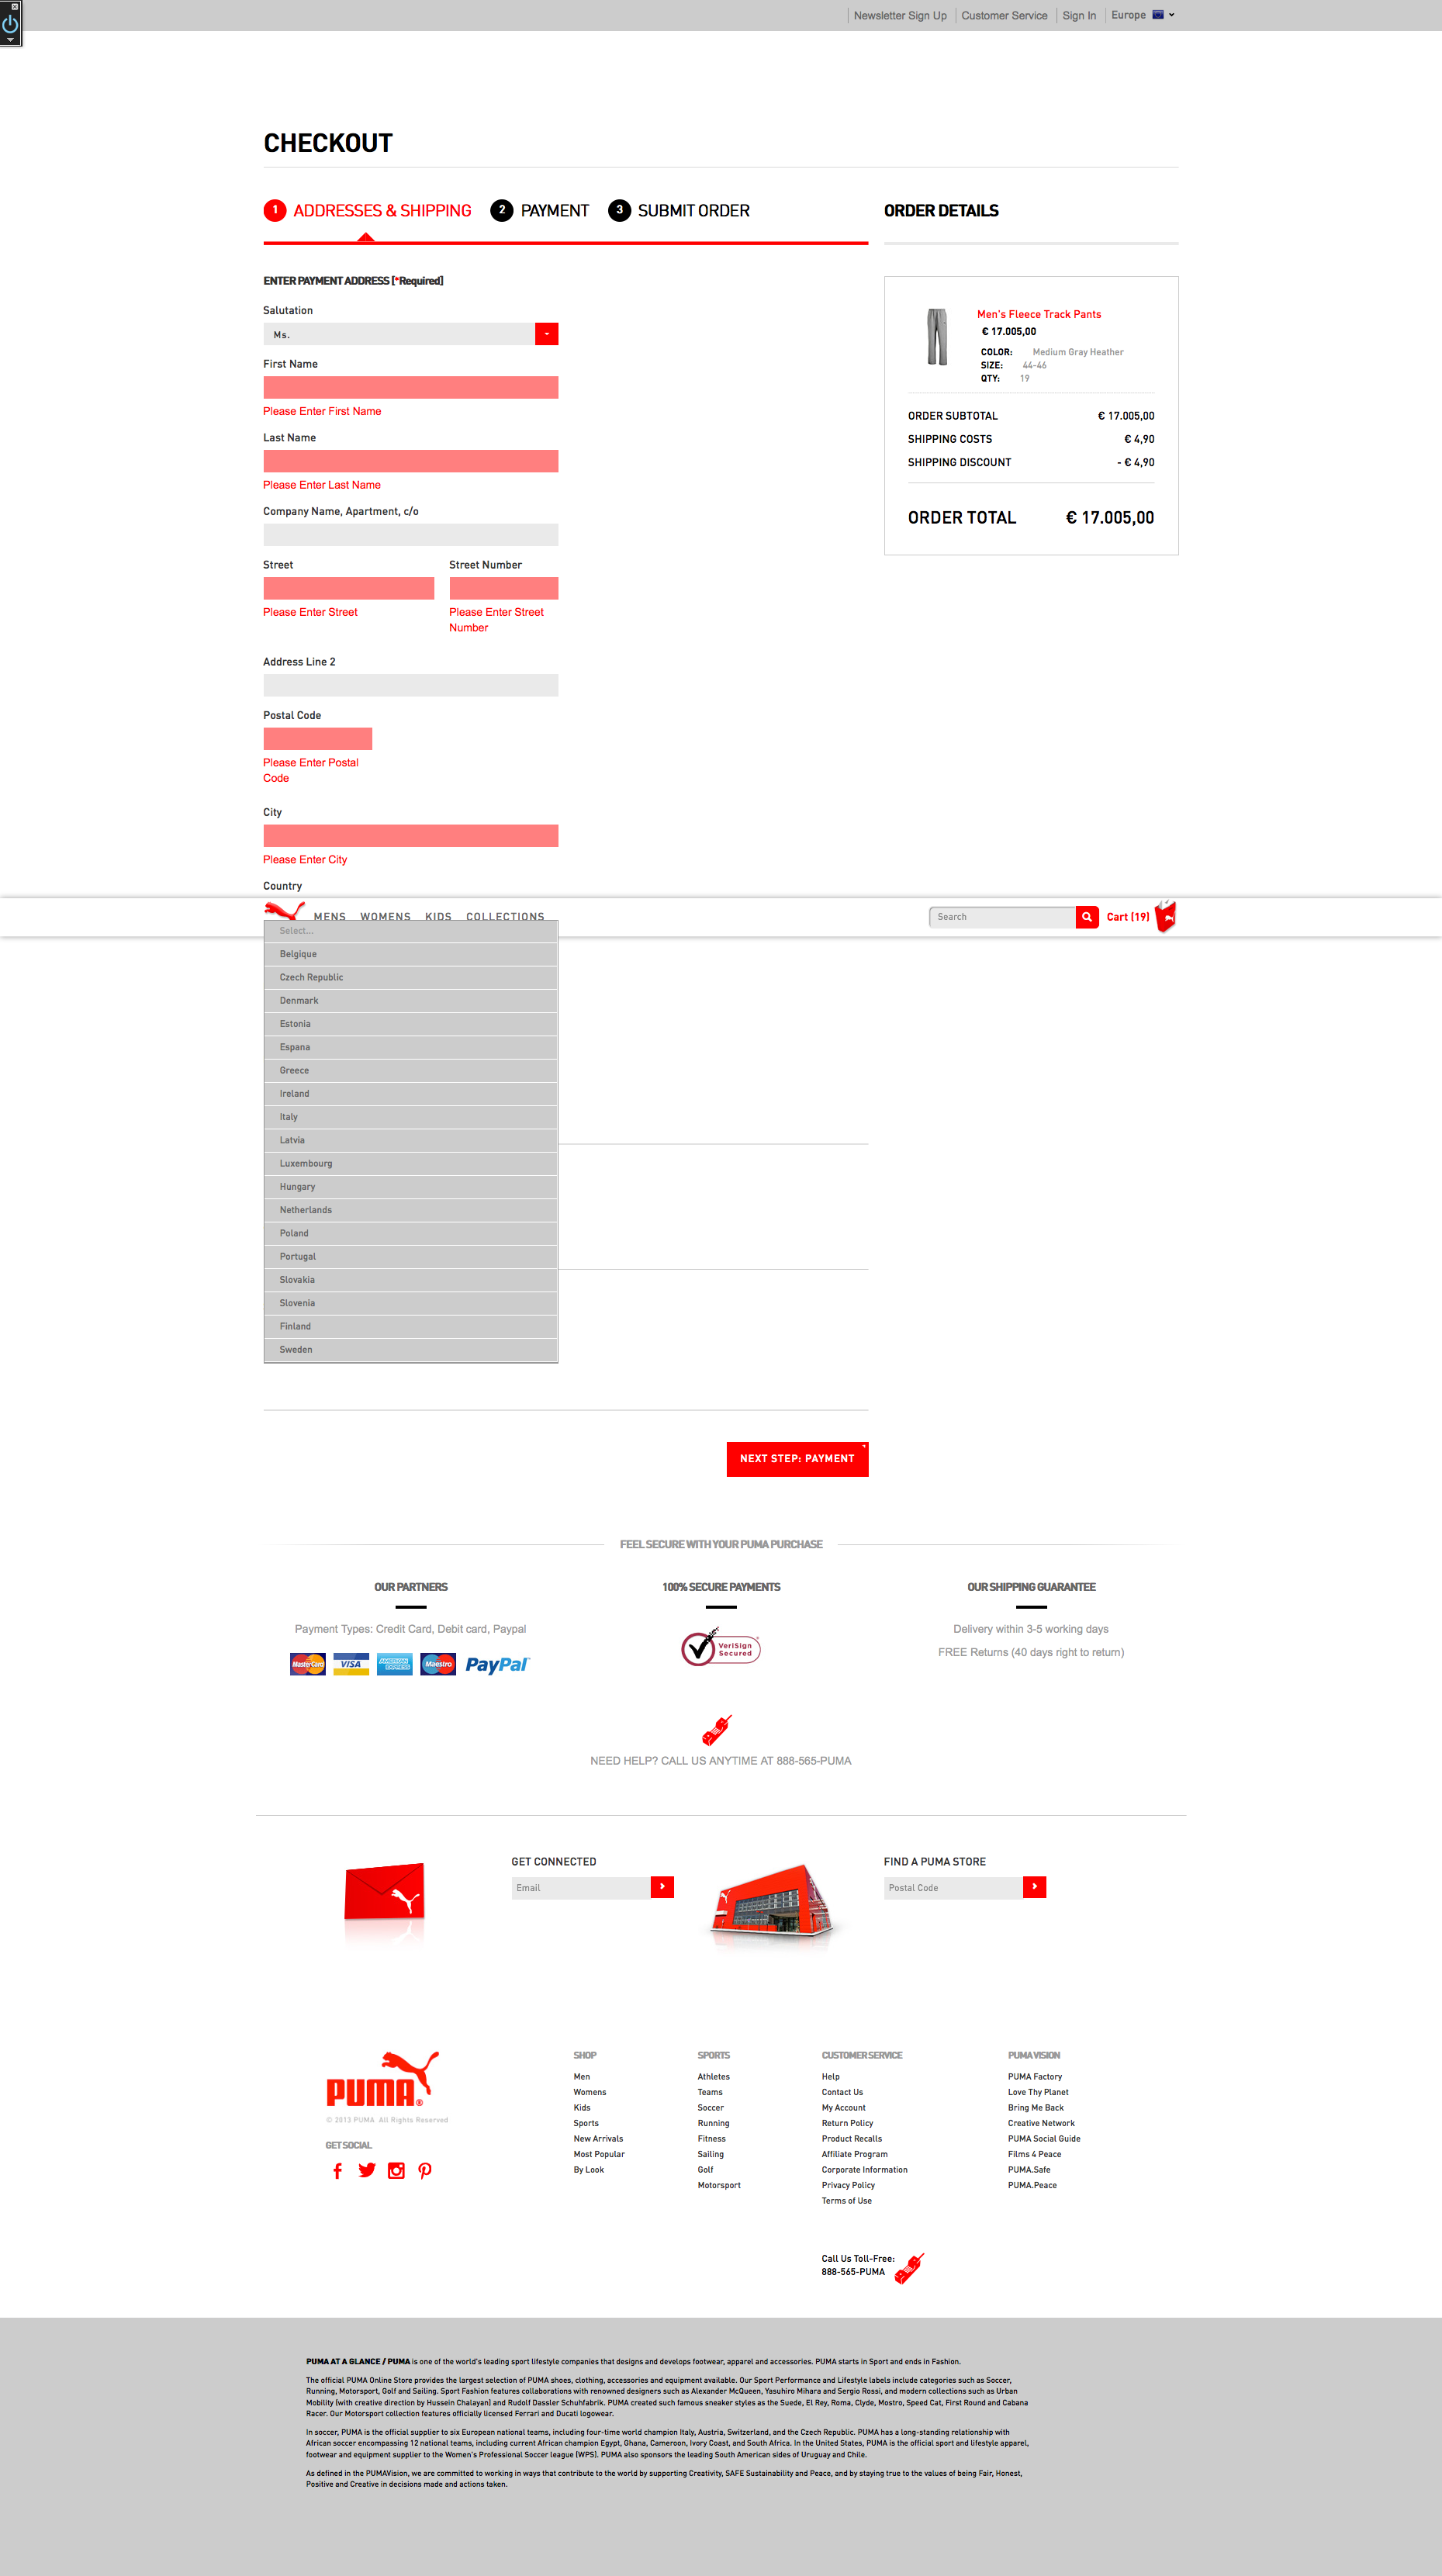 Newsletter Sign Up
Customer Service
Sign In
Europe
CHECKOUT
1 ADDRESSES & SHIPPING
2 PAYMENT
3 SUBMIT ORDER
ORDER DETAILS
ENTER PAYMENT ADDRESS [*Required]
Salutation
Ms.
First Name
Please Enter First Name
Last Name
Please Enter Last Name
Company Name, Apartment, c/o
Street
Street Number
Please Enter Street
Please Enter Street
Number
Address Line 2
Postal Code
Please Enter Postal
Code
City
Please Enter City
Country
Men's Fleece Track Pants
€ 17.005,00
COLOR: Medium Gray Heather
SIZE: 44-46
QTY: 19
ORDER SUBTOTAL € 17.005,00
SHIPPING COSTS € 4,90
SHIPPING DISCOUNT - € 4,90
ORDER TOTAL € 17.005,00
MENS WOMENS KIDS COLLECTIONS
Search
Cart (19)
Select...
Belgique
Czech Republic
Denmark
Estonia
Espana
Greece
Ireland
Italy
Latvia
Luxembourg
Hungary
Netherlands
Poland
Portugal
Slovakia
Slovenia
Finland
Sweden
NEXT STEP: PAYMENT
FEEL SECURE WITH YOUR PUMA PURCHASE
OUR PARTNERS
Payment Types: Credit Card, Debit card, Paypal
MasterCard
VISA
AMERICAN EXPRESS
Maestro
PayPal
100% SECURE PAYMENTS
VeriSign
Secured
OUR SHIPPING GUARANTEE
Delivery within 3-5 working days
FREE Returns (40 days right to return)
NEED HELP? CALL US ANYTIME AT 888-565-PUMA
GET CONNECTED
Email
FIND A PUMA STORE
Postal Code
PUMA®
© 2013 PUMA All Rights Reserved
GET SOCIAL
SHOP
Men
Womens
Kids
Sports
New Arrivals
Most Popular
By Look
SPORTS
Athletes
Teams
Soccer
Running
Fitness
Sailing
Golf
Motorsport
CUSTOMER SERVICE
Help
Contact Us
My Account
Return Policy
Product Recalls
Affiliate Program
Corporate Information
Privacy Policy
Terms of Use
PUMA VISION
PUMA Factory
Love Thy Planet
Bring Me Back
Creative Network
PUMA Social Guide
Films 4 Peace
PUMA.Safe
PUMA.Peace
Call Us Toll-Free:
888-565-PUMA
PUMA AT A GLANCE / PUMA is one of the world's leading sport lifestyle companies that designs and develops footwear, apparel and accessories. PUMA starts in Sport and ends in Fashion.
The official PUMA Online Store provides the largest selection of PUMA shoes, clothing, accessories and equipment available. Our Sport Performance and Lifestyle labels include categories such as Soccer,
Running, Motorsport, Golf and Sailing. Sport Fashion features collaborations with renowned designers such as Alexander McQueen, Yasuhiro Mihara and Sergio Rossi, and modern collections such as Urban
Mobility (with creative direction by Hussein Chalayan) and Rudolf Dassler Schuhfabrik. PUMA created such famous sneaker styles as the Suede, El Rey, Roma, Clyde, Mostro, Speed Cat, First Round and Cabana
Racer. Our Motorsport collection features officially licensed Ferrari and Ducati logowear.
In soccer, PUMA is the official supplier to six European national teams, including four-time world champion Italy, Austria, Switzerland, and the Czech Republic. PUMA has a long-standing relationship with
African soccer encompassing 12 national teams, including current African champion Egypt, Ghana, Cameroon, Ivory Coast, and South Africa. In the United States, PUMA is the official sport and lifestyle apparel,
footwear and equipment supplier to the Women's Professional Soccer league (WPS). PUMA also sponsors the leading South American sides of Uruguay and Chile.
As defined in the PUMAVision, we are committed to working in ways that contribute to the world by supporting Creativity, SAFE Sustainability and Peace, and by staying true to the values of being Fair, Honest,
Positive and Creative in decisions made and actions taken.